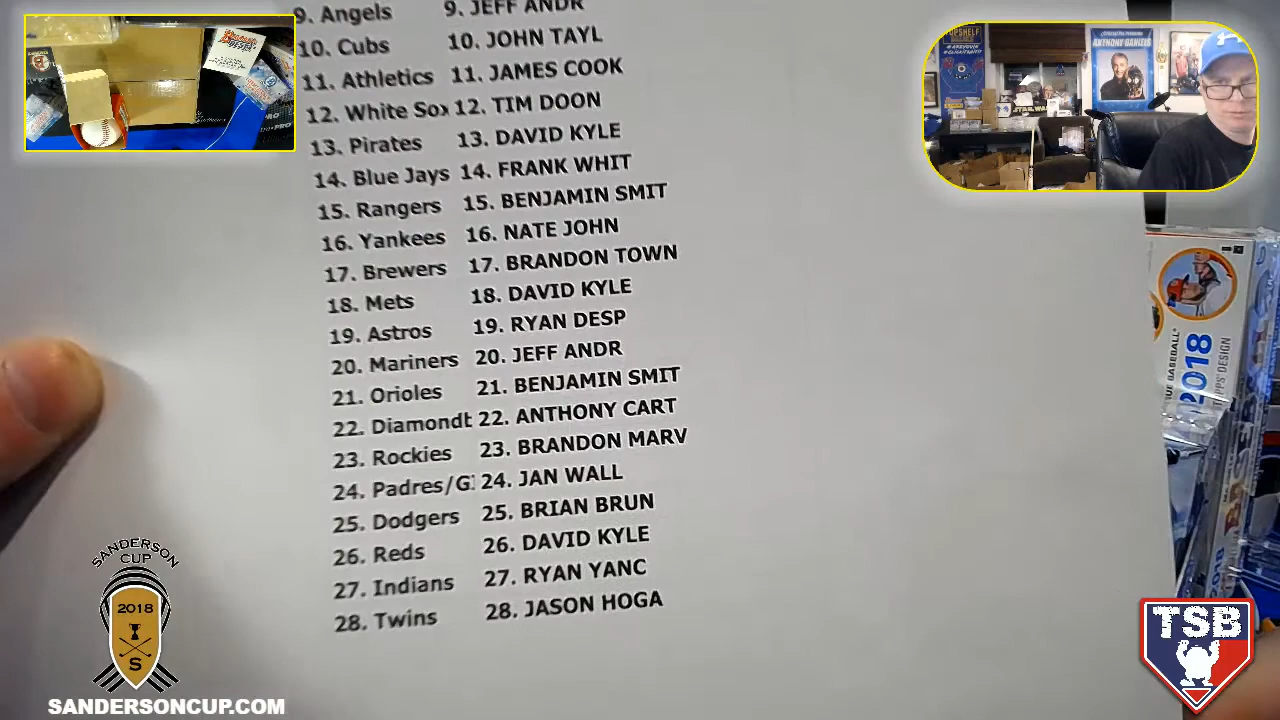 9. Angels 9. JEFF ANDR
10. Cubs 10. JOHN TAYL
11. Athletics 11. JAMES COOK
12. White Sox 12. TIM DOON
13. Pirates 13. DAVID KYLE
14. Blue Jays 14. FRANK WHIT
15. Rangers 15. BENJAMIN SMIT
16. Yankees 16. NATE JOHN
17. Brewers 17. BRANDON TOWN
18. Mets 18. DAVID KYLE
19. Astros 19. RYAN DESP
20. Mariners 20. JEFF ANDR
21. Orioles 21. BENJAMIN SMIT
22. Diamondt 22. ANTHONY CART
23. Rockies 23. BRANDON MARV
24. Padres/G 24. JAN WALL
25. Dodgers 25. BRIAN BRUN
26. Reds 26. DAVID KYLE
27. Indians 27. RYAN YANC
28. Twins 28. JASON HOGA
ANTHONY DANIELS
STAR WAR
2018
SANDERSON
CUP
2018
S
SANDERSONCUP.COM
TSB